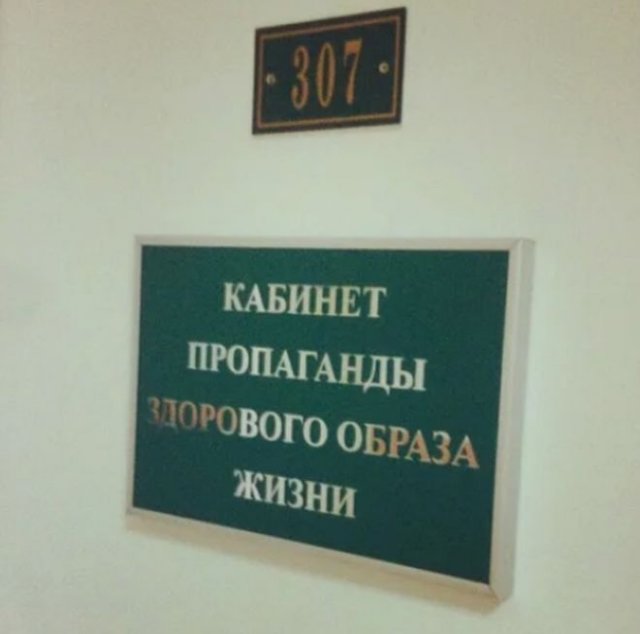 307
КАБИНЕТ
ПРОПАГАНДЫ
ЗДОРОВОГО ОБРАЗА
ЖИЗНИ